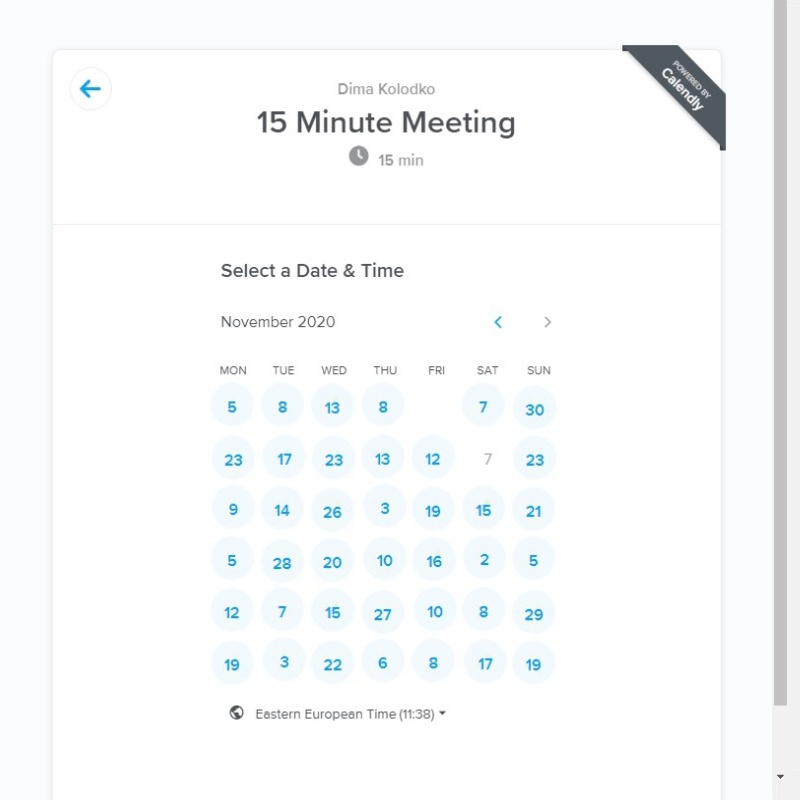 POWERED BY
Calendly
Dima Kolodko
15 Minute Meeting
15 min
Select a Date & Time
November 2020
MON TUE WED THU FRI SAT SUN
5 8 13 8 7 30
23 17 23 13 12 7 23
9 14 26 3 19 15 21
5 28 20 10 16 2 5
12 7 15 27 10 8 29
19 3 22 6 8 17 19
Eastern European Time (11:38)